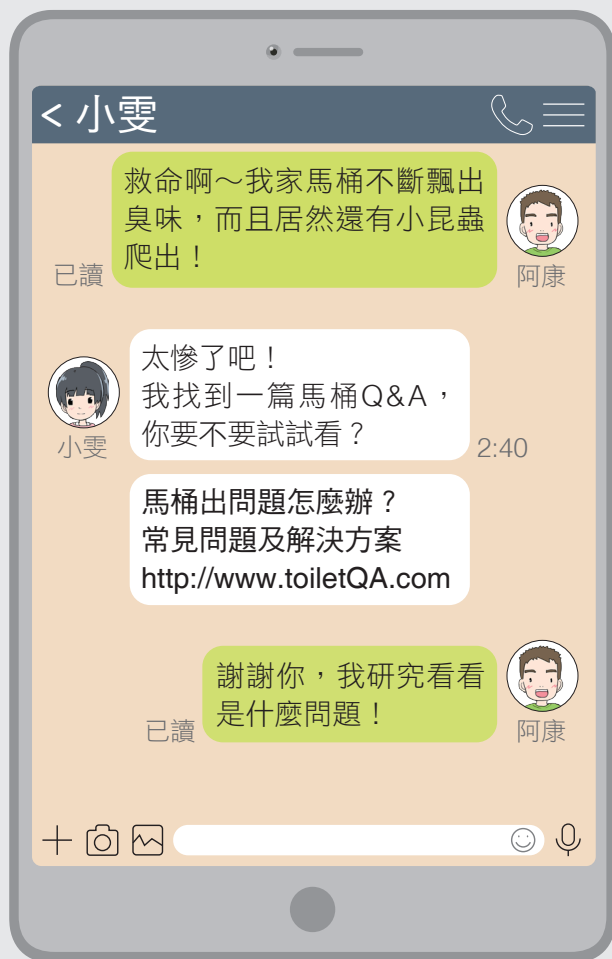 < 小雯
救命啊～我家馬桶不斷飄出
臭味，而且居然還有小昆蟲
爬出！
已讀
阿康
太慘了吧！
我找到一篇馬桶Q&A，
你要不要試試看？
小雯
2:40
馬桶出問題怎麼辦？
常見問題及解決方案
http://www.toiletQA.com
謝謝你，我研究看看
是什麼問題！
已讀
阿康